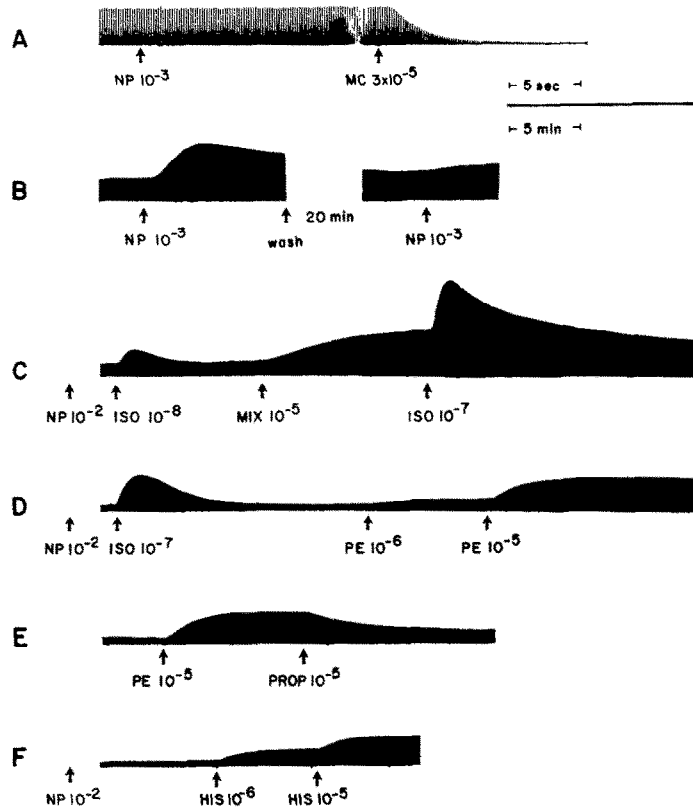 A
NP 10⁻³ MC 3x10⁻⁵
5 sec
5 min
B
NP 10⁻³ wash 20 min NP 10⁻³
C
NP 10⁻² ISO 10⁻⁸ MIX 10⁻⁵ ISO 10⁻⁷
D
NP 10⁻² ISO 10⁻⁷ PE 10⁻⁶ PE 10⁻⁵
E
PE 10⁻⁵ PROP 10⁻⁵
F
NP 10⁻² HIS 10⁻⁶ HIS 10⁻⁵